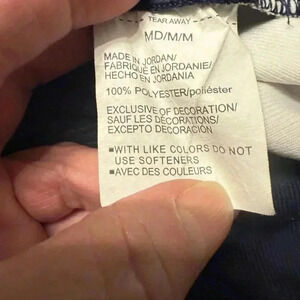 TEAR AWAY
MD/M/M
MADE IN JORDAN/
FABRIQUÉ EN JORDANIE/
HECHO EN JORDANIA
100% POLYESTER/poliéster
EXCLUSIVE OF DECORATION/
SAUF LES DÉCORATIONS/
EXCEPTO DECORACIÓN
■WITH LIKE COLORS DO NOT
USE SOFTENERS
■AVEC DES COULEURS